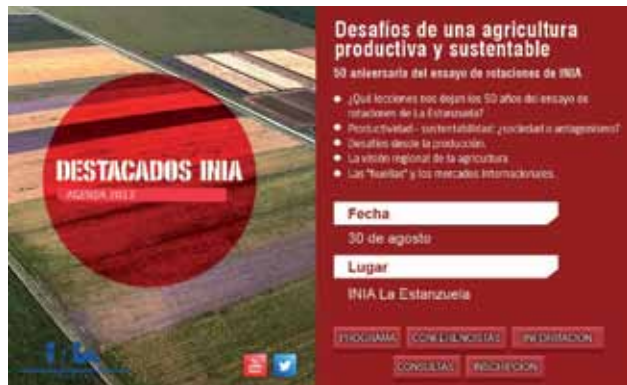 DESTACADOS INIA
AGENDA 2013
Desafíos de una agricultura
productiva y sustentable
50 aniversario del ensayo de rotaciones de INIA
¿Qué lecciones nos dejan los 50 años del ensayo de
rotaciones de La Estanzuela?
Productividad - sustentabilidad: ¿sociedad o antagonismo?
Desafíos desde la producción.
La visión regional de la agricultura
Las "huellas" y los mercados internacionales.
Fecha
30 de agosto
Lugar
INIA La Estanzuela
PROGRAMA
CONFERENCISTAS
INFORMACION
CONSULTAS
INSCRIPCION